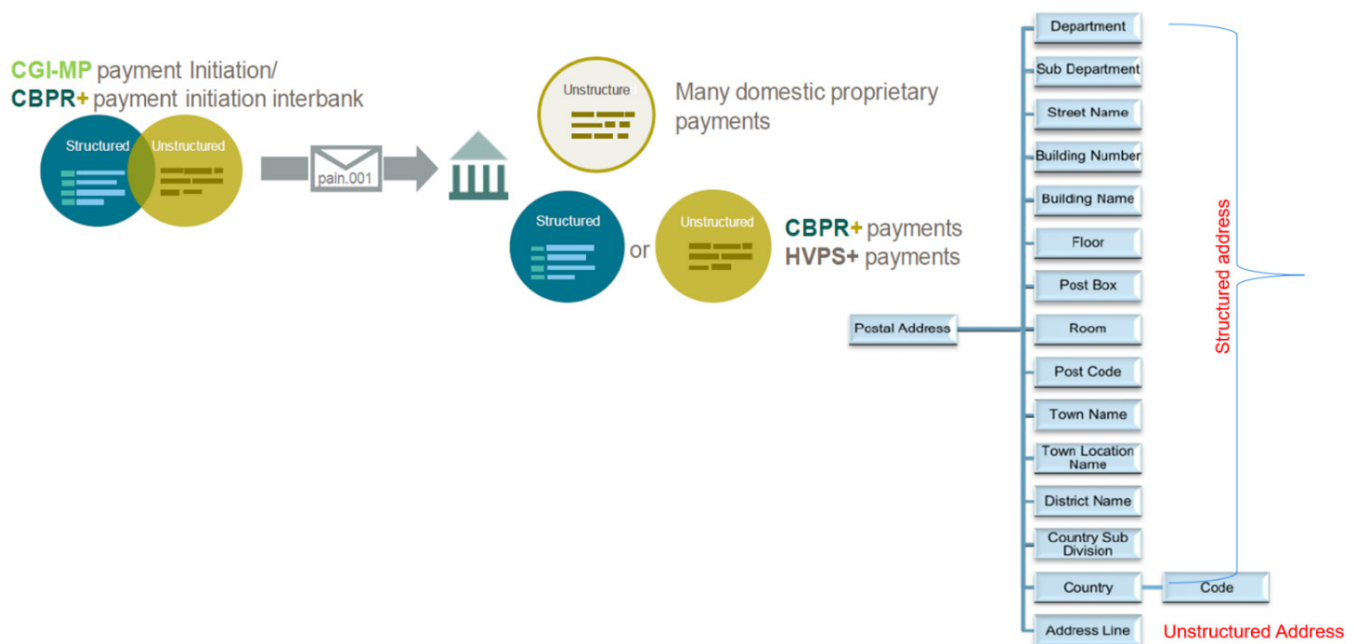 CGI-MP payment Initiation/
CBPR+ payment initiation interbank
Structured
Unstructured
pain.001
Unstructure
Many domestic proprietary
payments
Structured
or
Unstructured
CBPR+ payments
HVPS+ payments
Postal Address
Department
Sub Department
Street Name
Building Number
Building Name
Floor
Post Box
Room
Post Code
Town Name
Town Location
Name
District Name
Country Sub
Division
Country
Code
Address Line
Structured address
Unstructured Address